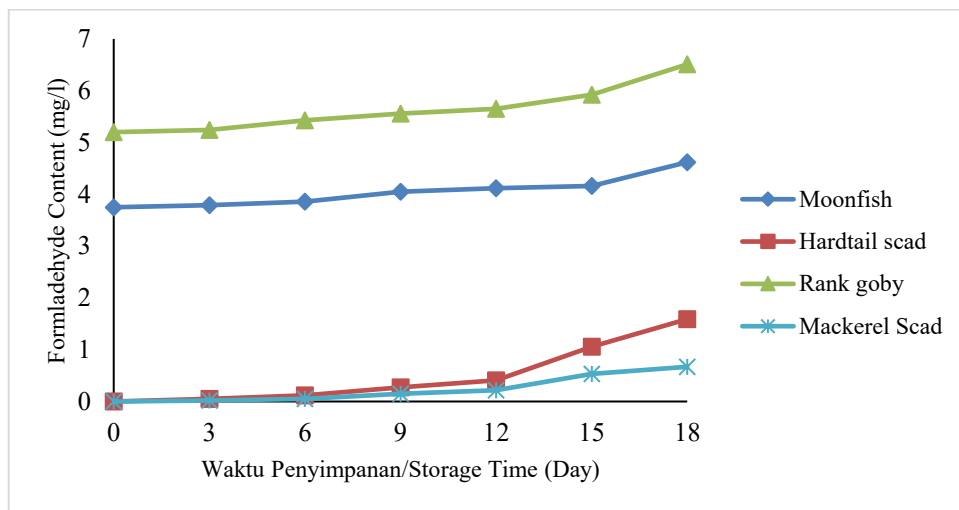 7
6
5
4
3
2
1
0
Formladehyde Content (mg/l)
0 3 6 9 12 15 18
Waktu Penyimpanan/Storage Time (Day)
Moonfish
Hardtail scad
Rank goby
Mackerel Scad